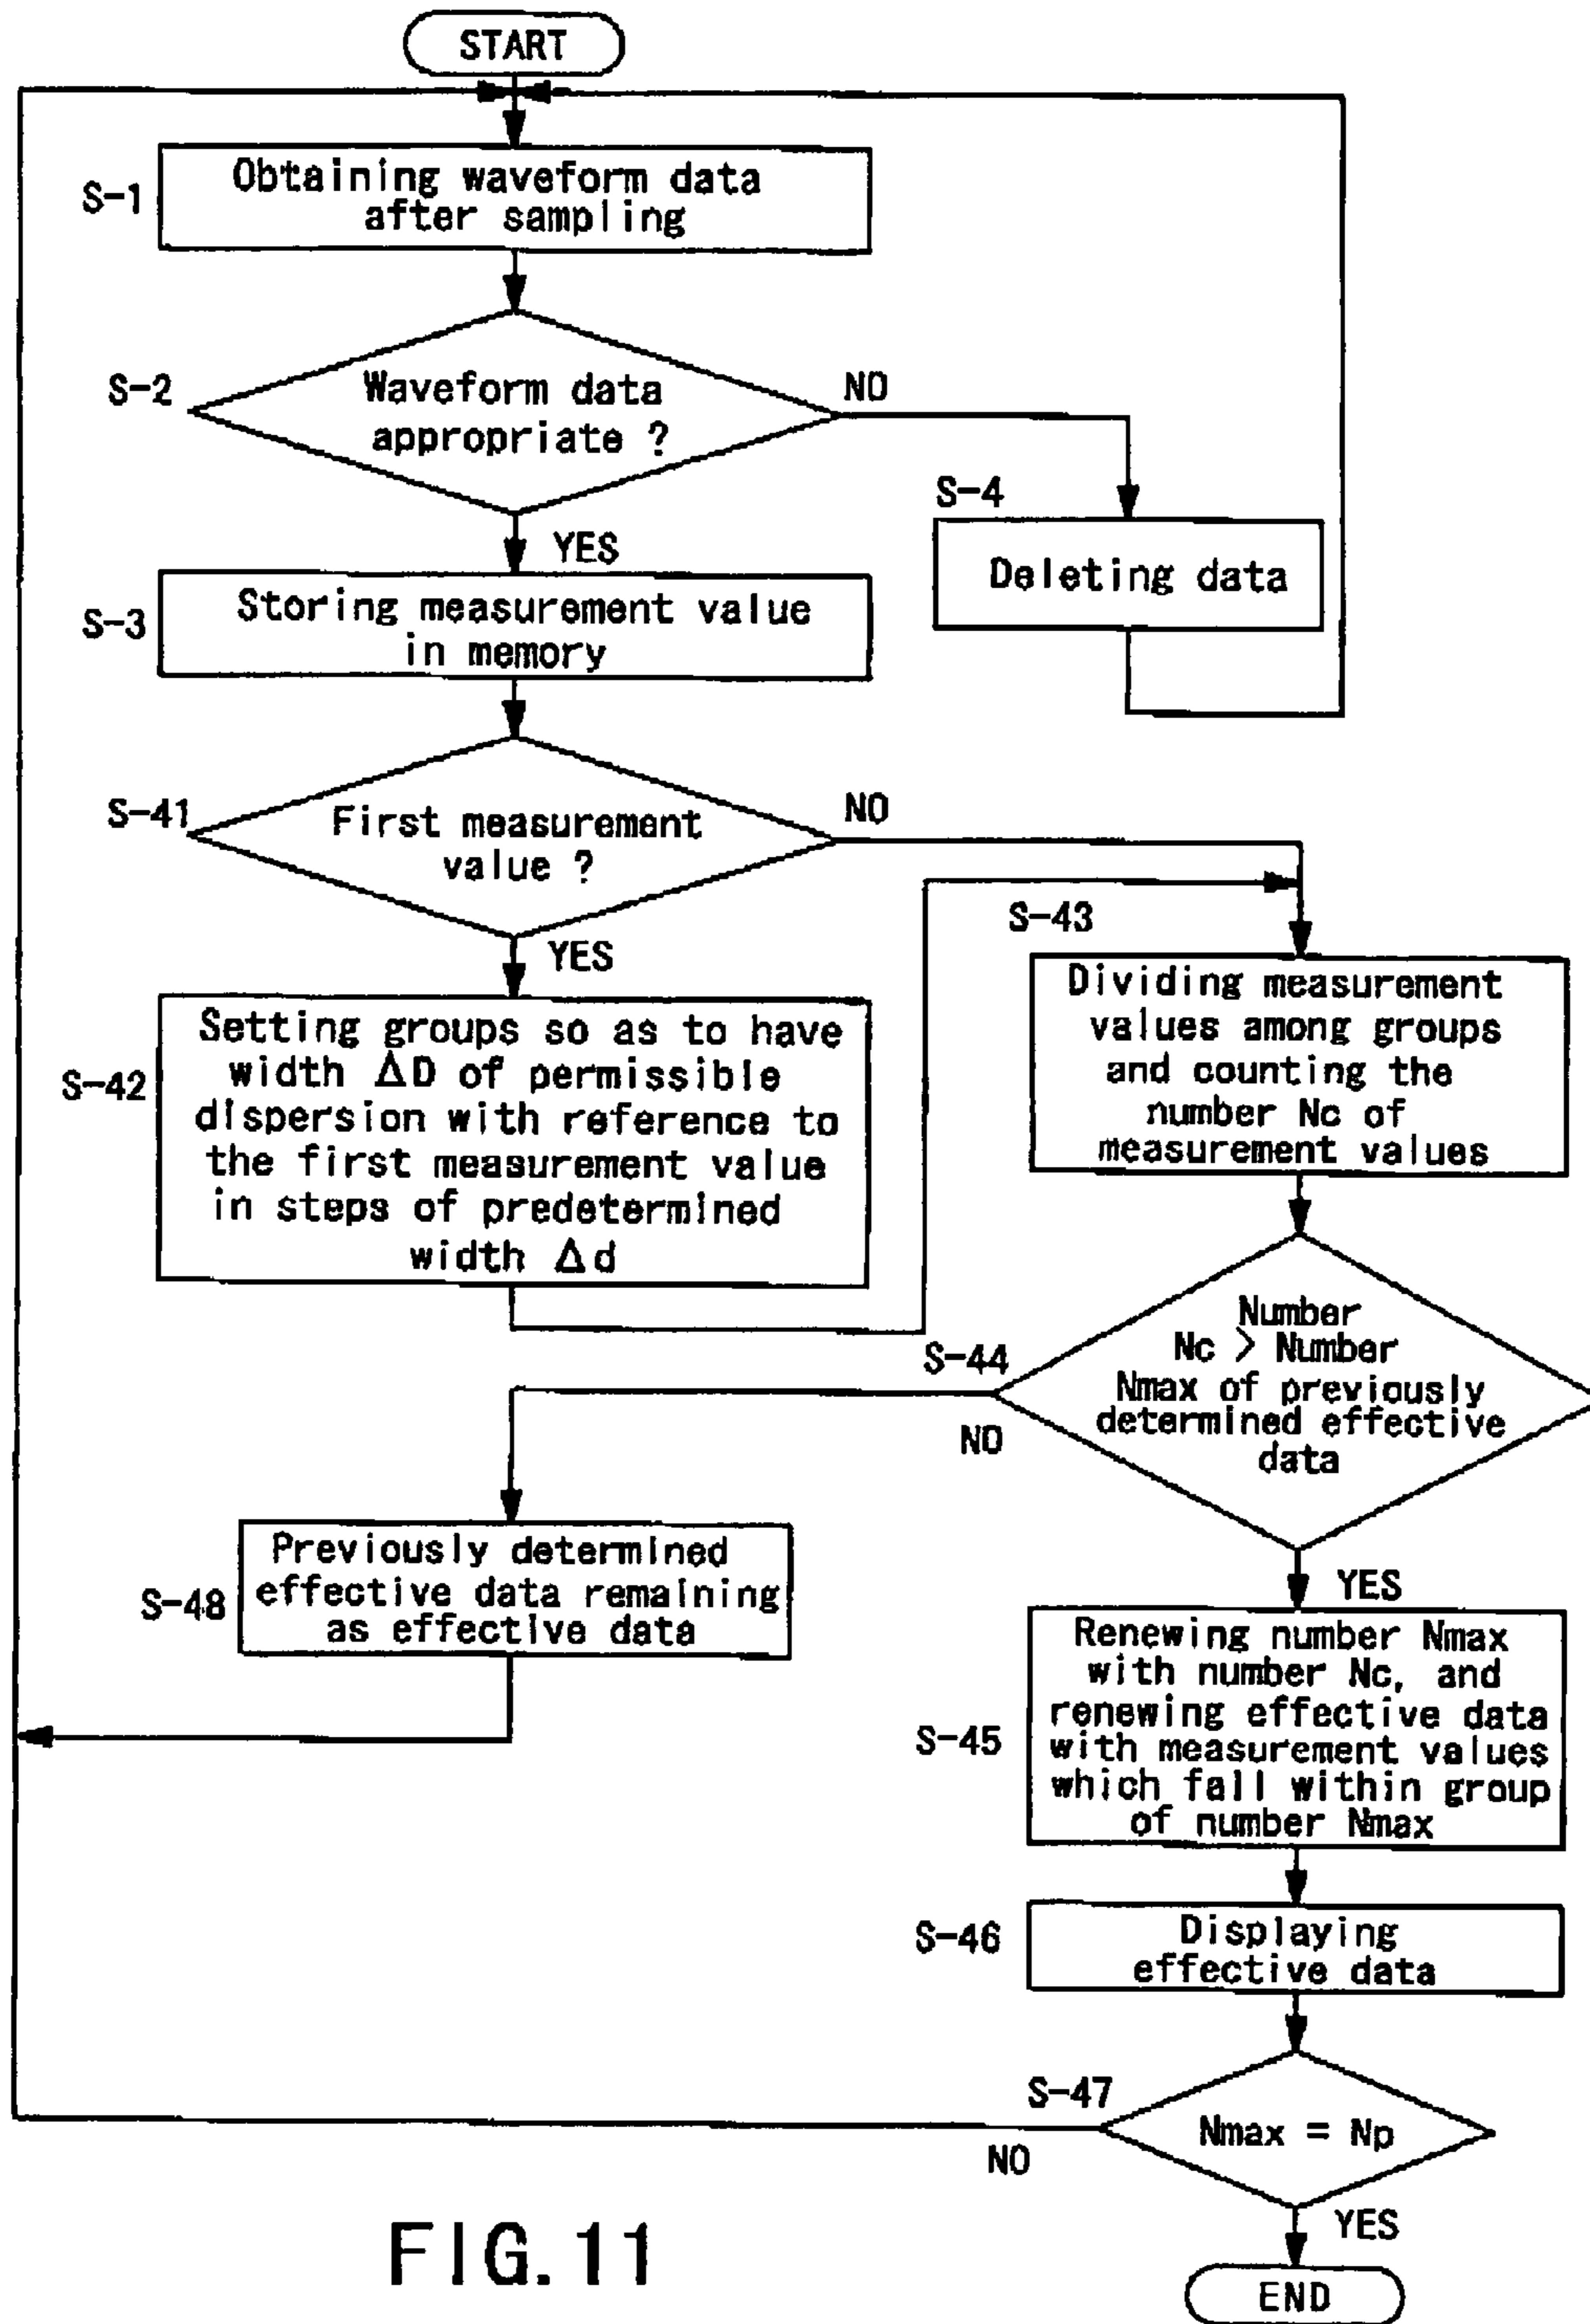 START
S-1
Obtaining waveform data
after sampling
S-2
Waveform data
appropriate ?
NO
YES
S-4
Deleting data
S-3
Storing measurement value
in memory
S-41
First measurement
value ?
NO
YES
S-42
Setting groups so as to have
width ΔD of permissible
dispersion with reference to
the first measurement value
in steps of predetermined
width Δd
S-43
Dividing measurement
values among groups
and counting the
number Nc of
measurement values
S-44
Number
Nc > Number
Nmax of previously
determined effective
data
NO
YES
S-48
Previously determined
effective data remaining
as effective data
S-45
Renewing number Nmax
with number Nc, and
renewing effective data
with measurement values
which fall within group
of number Nmax
S-46
Displaying
effective data
S-47
Nmax = Np
NO
YES
END
FIG. 11